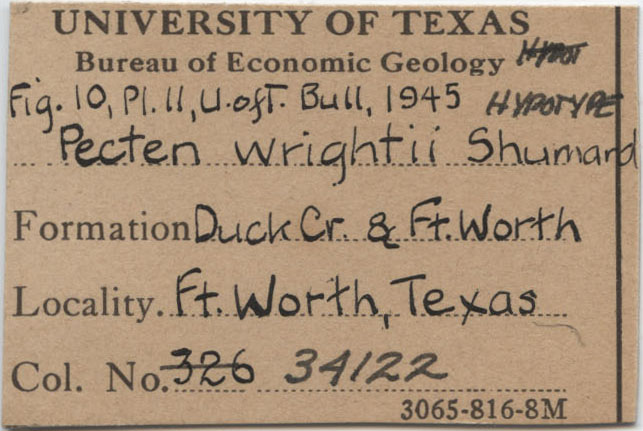 UNIVERSITY OF TEXAS
Bureau of Economic Geology HYPOT
Fig. 10, Pl. 11, U. of T. Bull, 1945 HYPOTYPE
Pecten wrightii Shumard
Formation Duck Cr. & Ft. Worth
Locality. Ft. Worth, Texas
Col. No. 326 34122
3065-816-8M